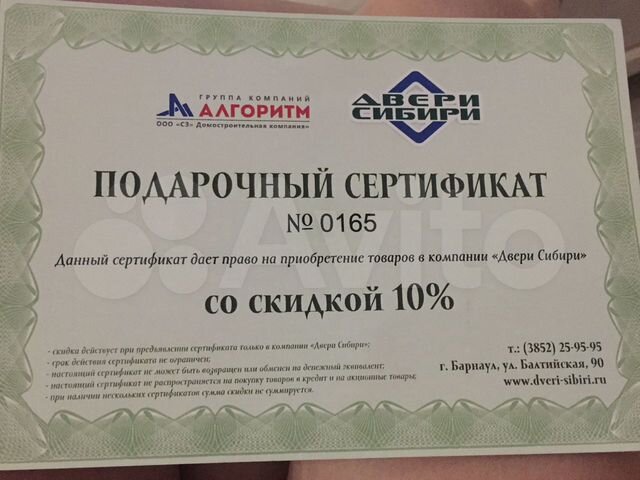 ГРУППА КОМПАНИЙ
АЛГОРИТМ
ООО «СЗ» Домостроительная компания»
ДВЕРИ
СИБИРИ
ПОДАРОЧНЫЙ СЕРТИФИКАТ
№ 0165
Данный сертификат дает право на приобретение товаров в компании «Двери Сибири»
со скидкой 10%
- скидка действует при предъявлении сертификата только в компании «Двери Сибири»;
- срок действия сертификата не ограничен;
- настоящий сертификат не может быть возвращен или обменен на денежный эквивалент;
- настоящий сертификат не распространяется на покупку товаров в кредит и на акционные товары;
- при наличии нескольких сертификатов сумма скидки не суммируется.
т.: (3852) 25-95-95
г. Барнаул, ул. Балтийская, 90
www.dveri-sibiri.ru
Avito